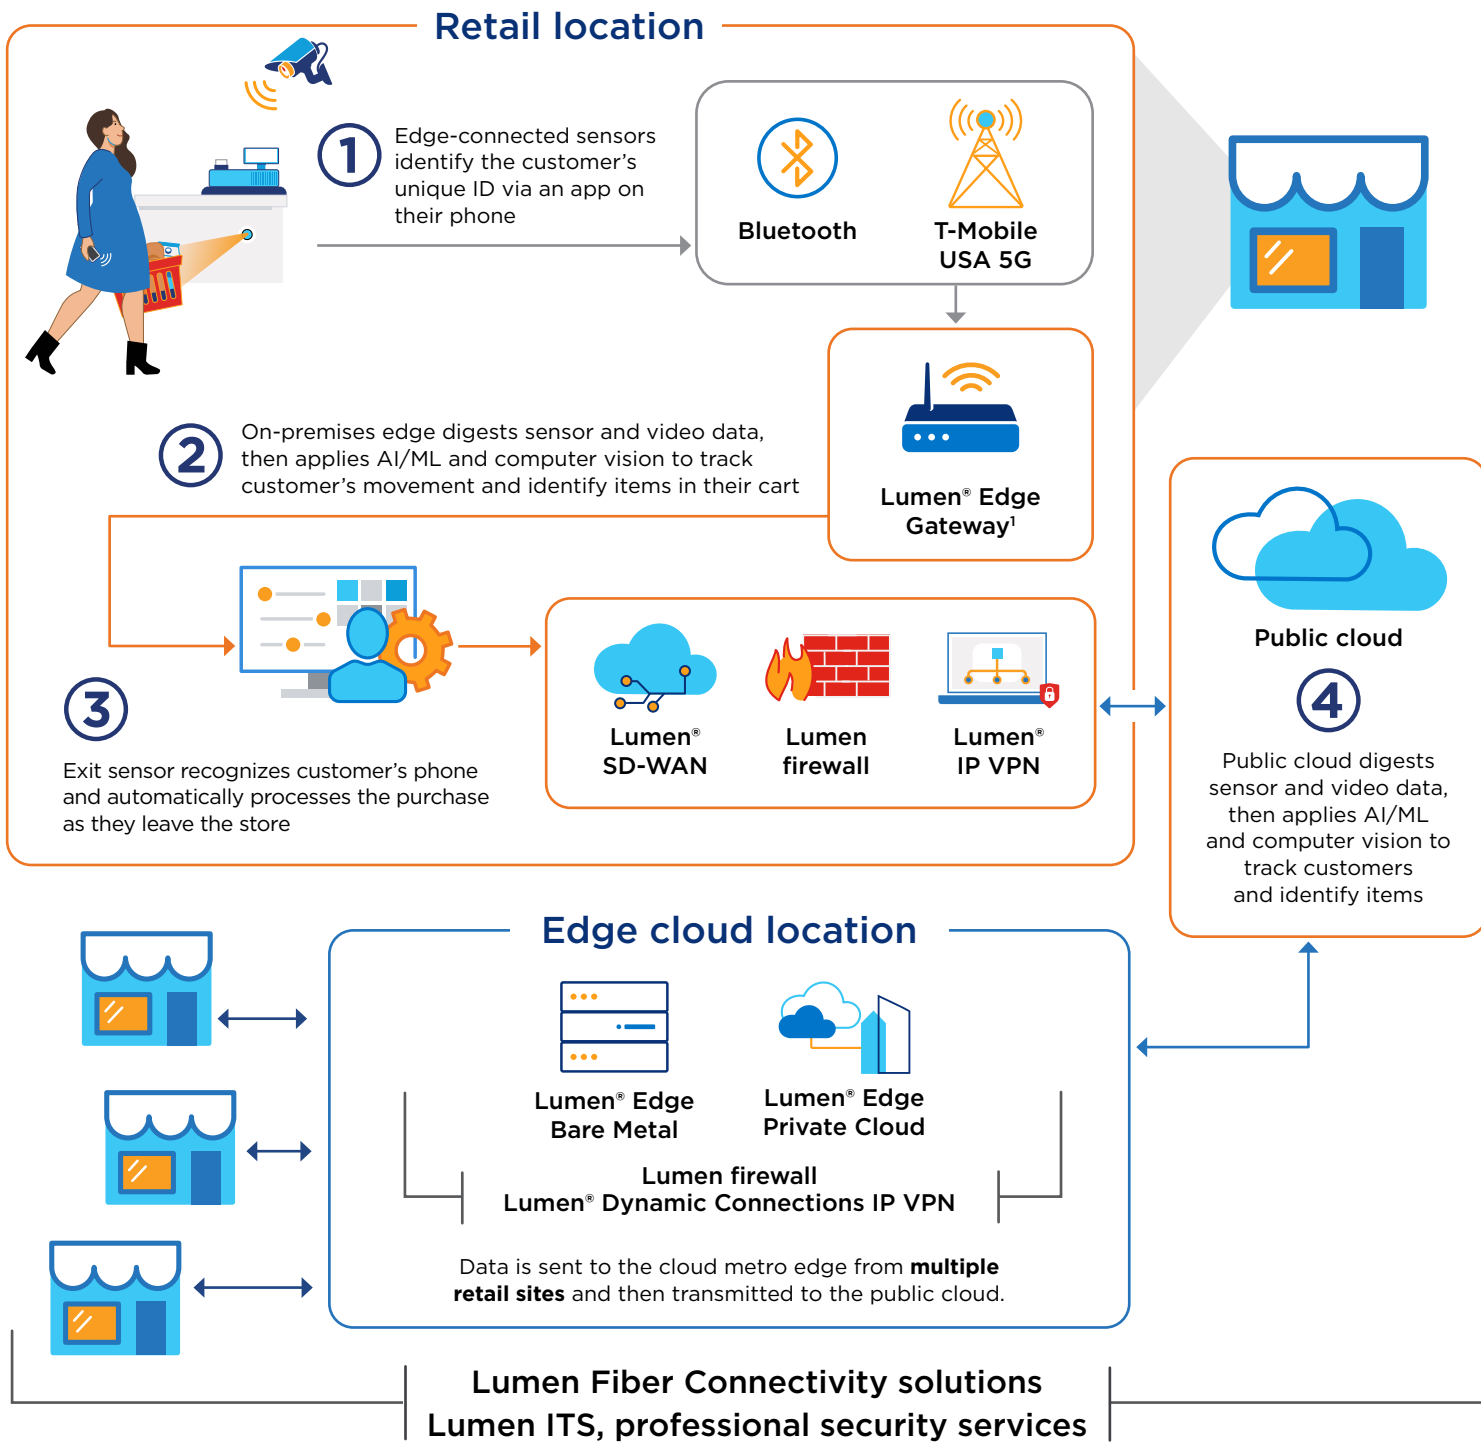 Retail location
1
Edge-connected sensors
identify the customer’s
unique ID via an app on
their phone
Bluetooth
T-Mobile
USA 5G
2
On-premises edge digests sensor and video data,
then applies AI/ML and computer vision to track
customer’s movement and identify items in their cart
Lumen® Edge
Gateway¹
3
Exit sensor recognizes customer’s phone
and automatically processes the purchase
as they leave the store
Lumen®
SD-WAN
Lumen
firewall
Lumen®
IP VPN
Public cloud
4
Public cloud digests
sensor and video data,
then applies AI/ML
and computer vision to
track customers
and identify items
Edge cloud location
Lumen® Edge
Bare Metal
Lumen® Edge
Private Cloud
Lumen firewall
Lumen® Dynamic Connections IP VPN
Data is sent to the cloud metro edge from multiple
retail sites and then transmitted to the public cloud.
Lumen Fiber Connectivity solutions
Lumen ITS, professional security services